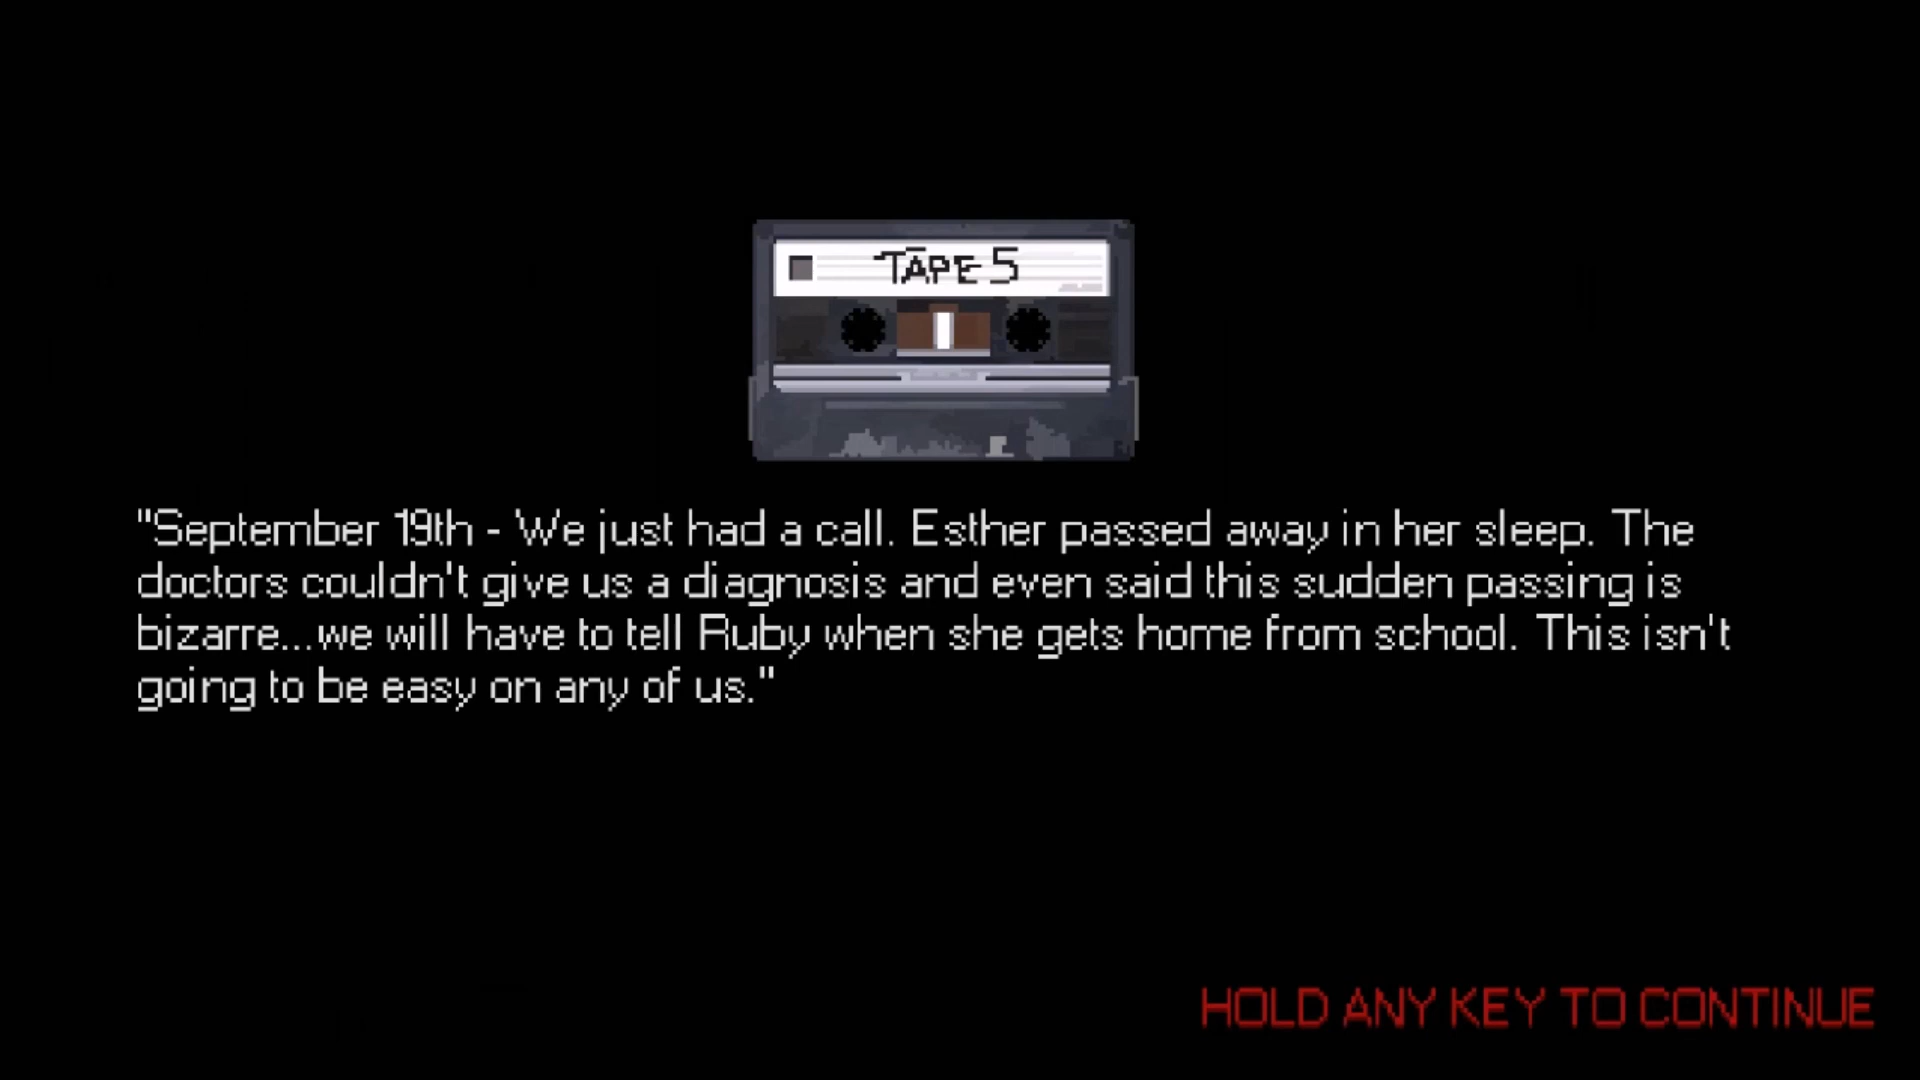 TAPE 5
"September 19th - We just had a call. Esther passed away in her sleep. The
doctors couldn't give us a diagnosis and even said this sudden passing is
bizarre...we will have to tell Ruby when she gets home from school. This isn't
going to be easy on any of us."
HOLD ANY KEY TO CONTINUE